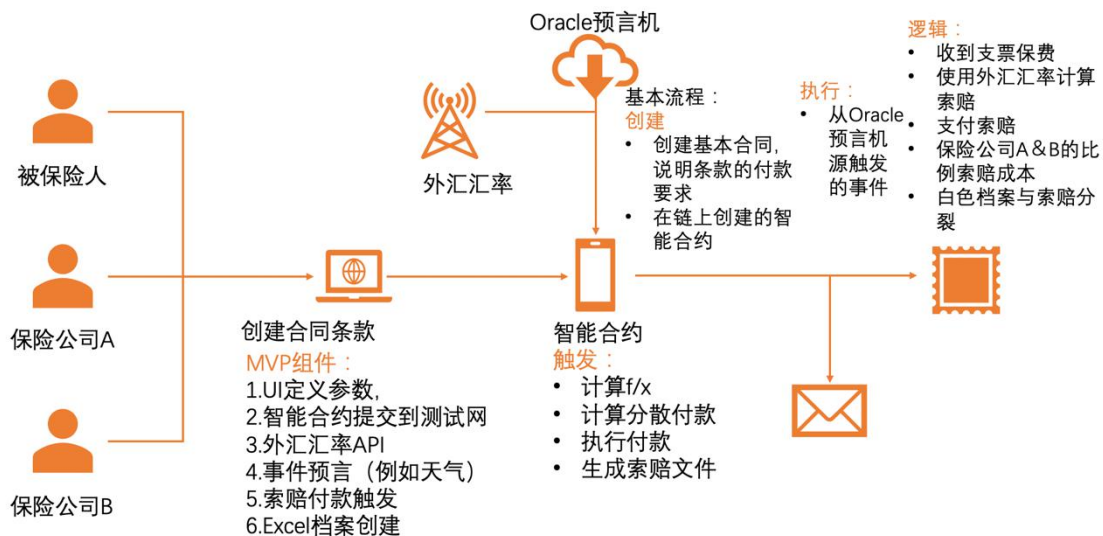 Oracle预言机
逻辑：
• 收到支票保费
• 使用外汇汇率计算
索赔
• 支付索赔
• 保险公司A＆B的比
例索赔成本
• 白色档案与索赔分
裂
执行：
• 从Oracle
预言机
源触发
的事件
基本流程：
创建
• 创建基本合同，
说明条款的付款
要求
• 在链上创建的智
能合约
外汇汇率
被保险人
保险公司A
保险公司B
创建合同条款
MVP组件：
1.UI定义参数,
2.智能合约提交到测试网
3.外汇汇率API
4.事件预言（例如天气）
5.索赔付款触发
6.Excel档案创建
智能合约
触发：
• 计算f/x
• 计算分散付款
• 执行付款
• 生成索赔文件